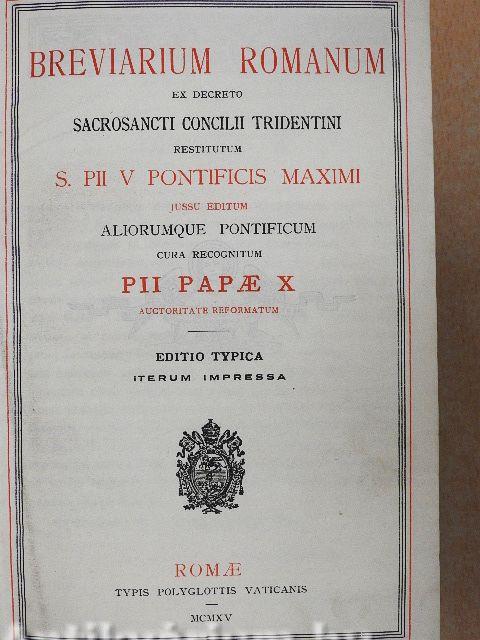 BREVIARIUM ROMANUM
EX DECRETO
SACROSANCTI CONCILII TRIDENTINI
RESTITUTUM
S. PII V PONTIFICIS MAXIMI
JUSSU EDITUM
ALIORUMQUE PONTIFICUM
CURA RECOGNITUM
PII PAPÆ X
AUCTORITATE REFORMATUM
EDITIO TYPICA
ITERUM IMPRESSA
ROMÆ
TYPIS POLYGLOTTIS VATICANIS
MCMXV